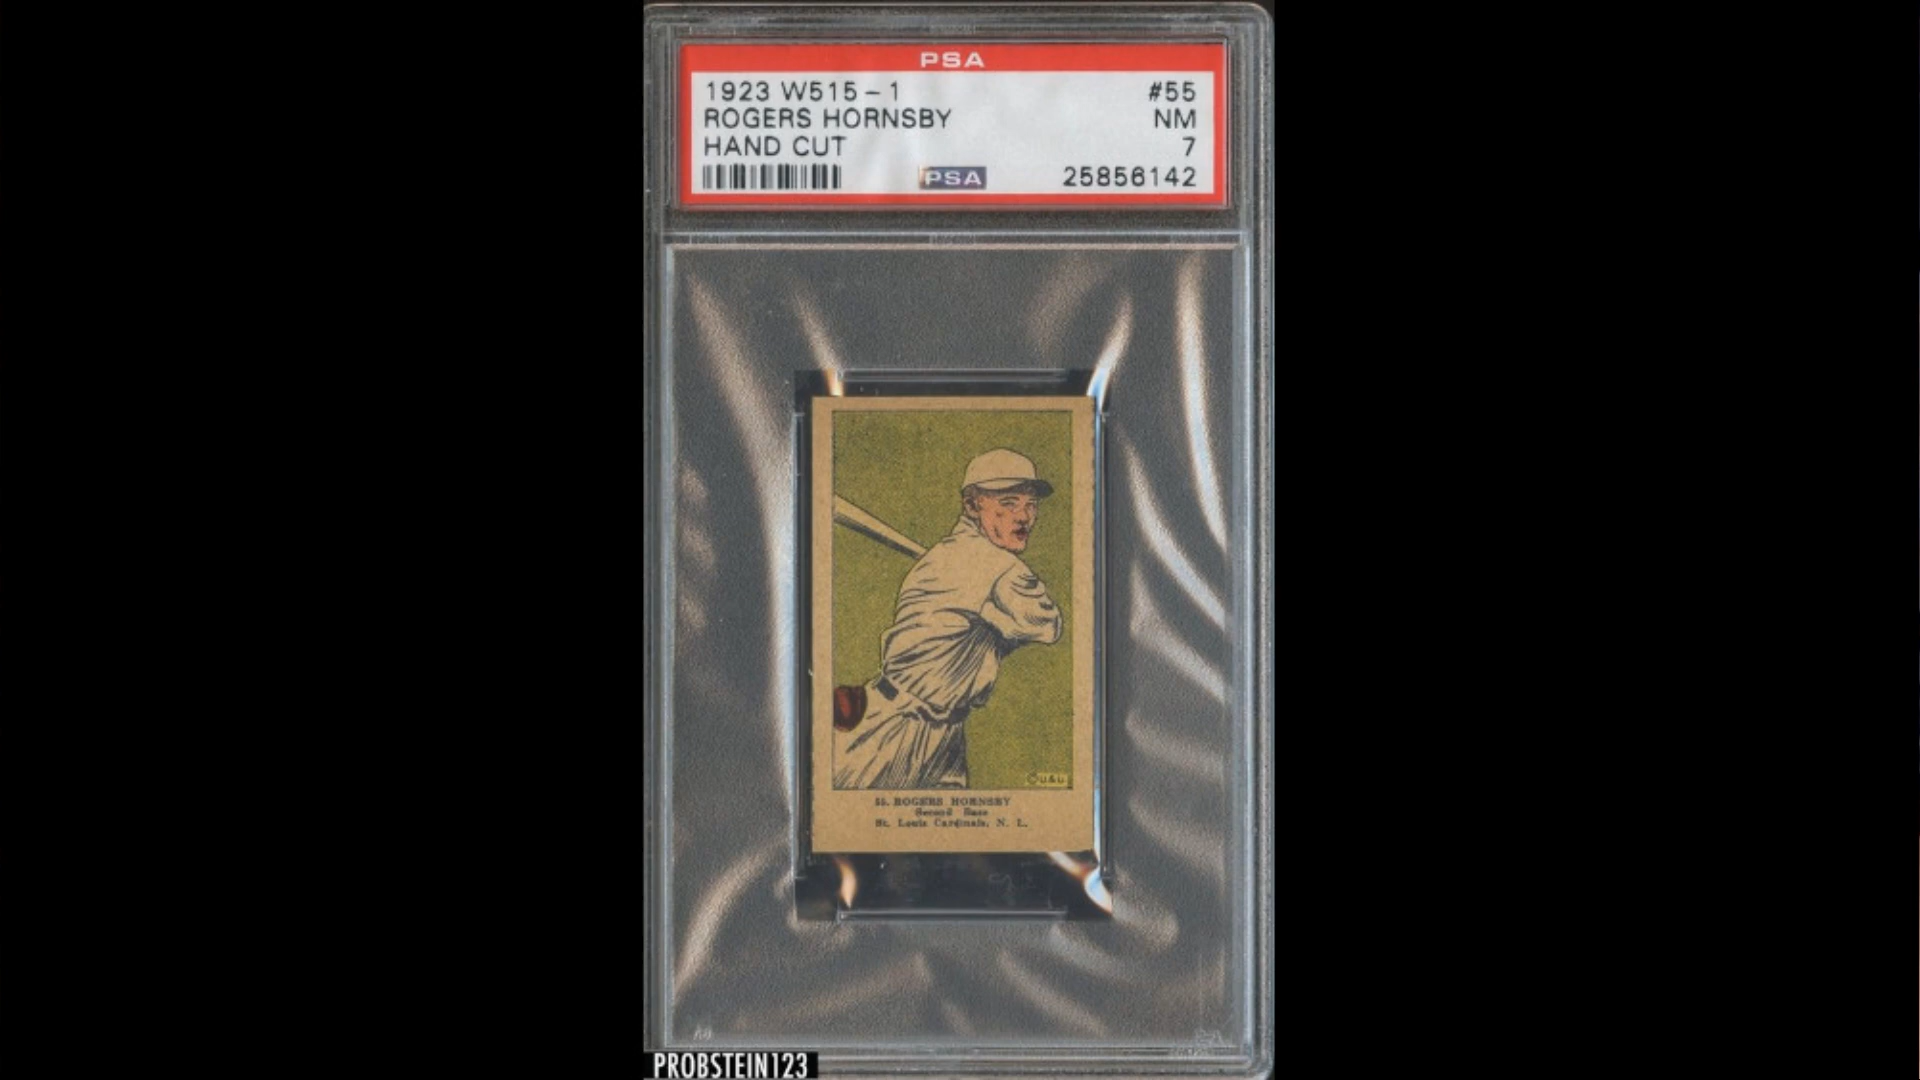 PSA
1923 W515-1 #55
ROGERS HORNSBY NM
HAND CUT 7
PSA 25856142
©U&U
55. ROGERS HORNSBY
Second Base
St. Louis Cardinals, N. L.
PROBSTEIN123